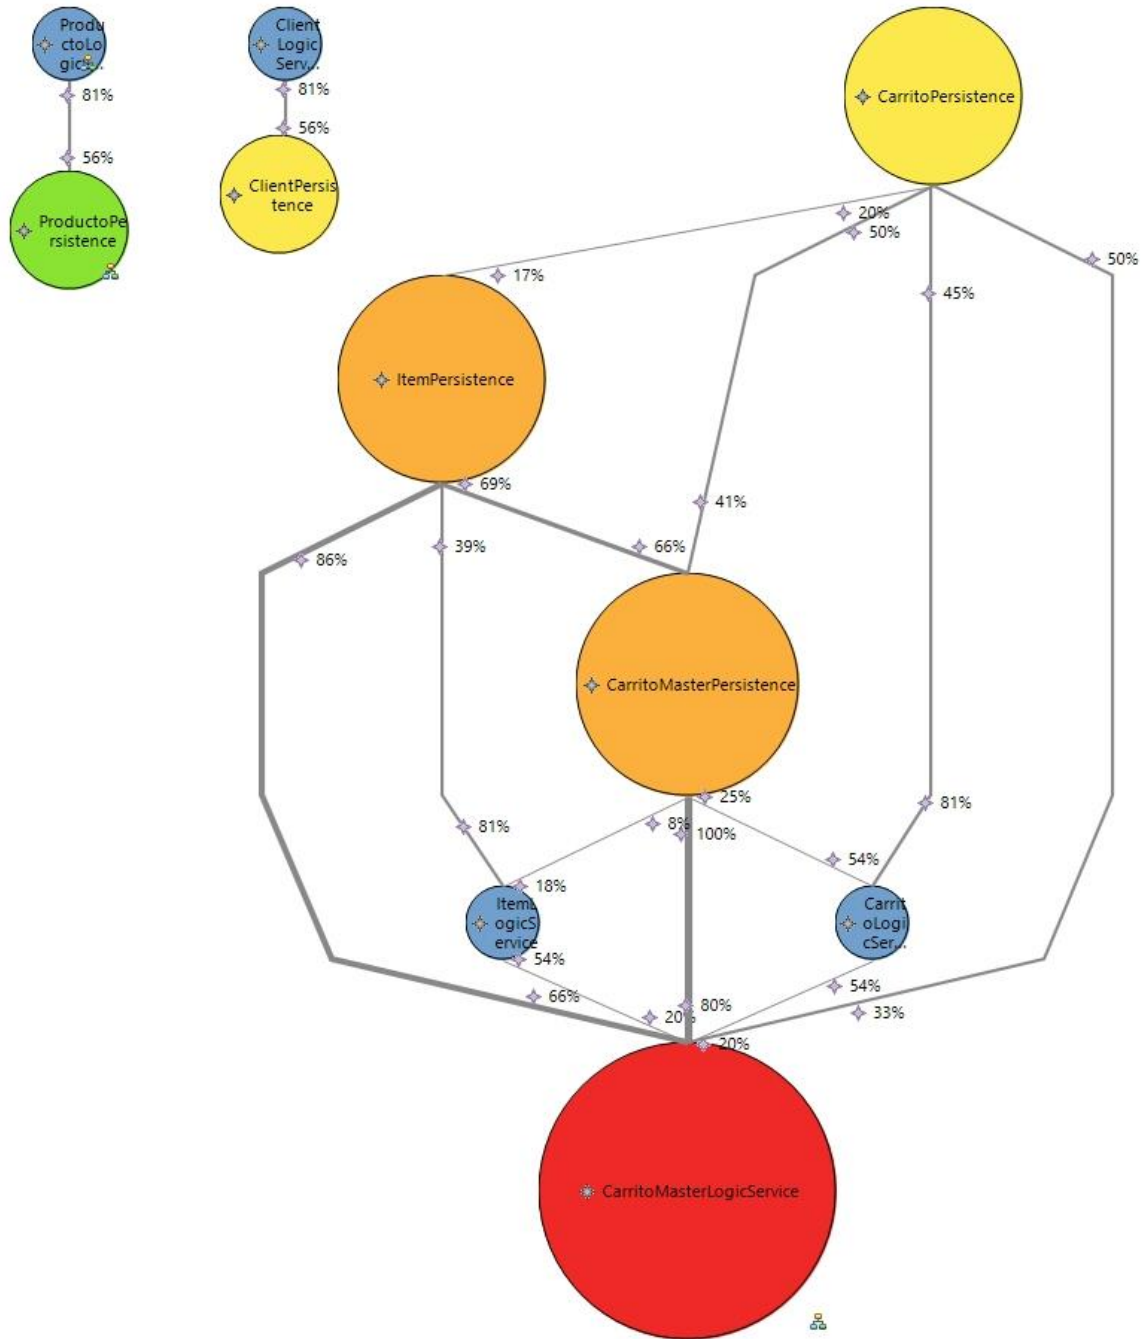 Produ
ctoLo
gicS...
Client
Logic
Serv...
81%
81%
56%
56%
ProductoPe
rsistence
ClientPersis
tence
CarritoPersistence
20%
50%
50%
17%
45%
ItemPersistence
69%
41%
86%
39%
66%
CarritoMasterPersistence
25%
8%
100%
81%
81%
54%
18%
ItemL
ogicS
ervice
Carrit
oLogi
cSer...
54%
66%
54%
20%
80%
33%
20%
CarritoMasterLogicService